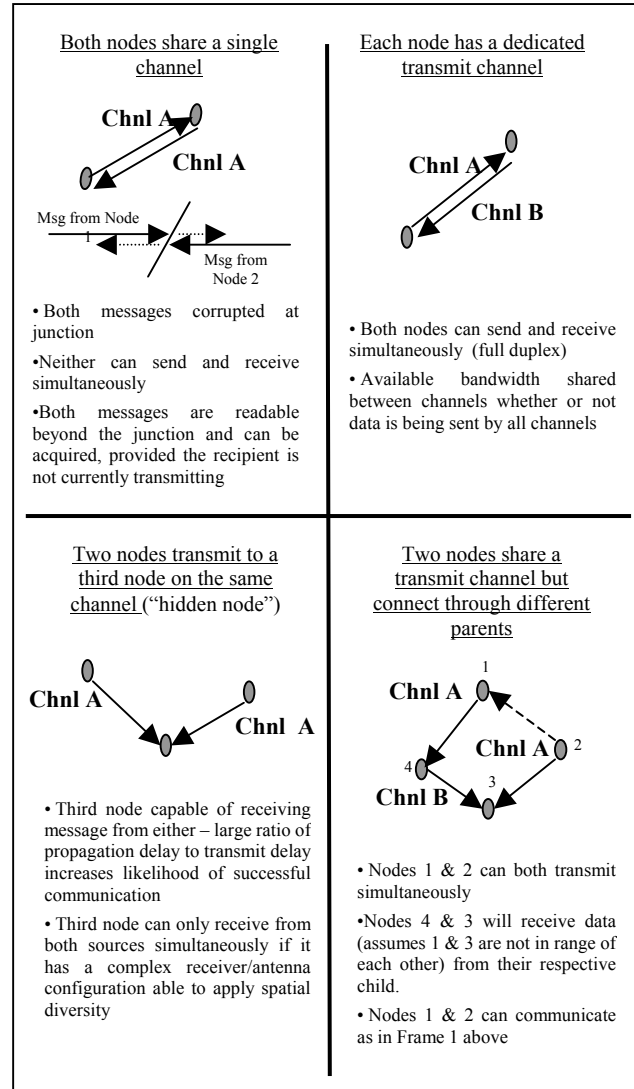 Both nodes share a single
channel
Chnl A
Chnl A
Msg from Node
1
Msg from
Node 2
• Both messages corrupted at
junction
•Neither can send and receive
simultaneously
•Both messages are readable
beyond the junction and can be
acquired, provided the recipient is
not currently transmitting
Each node has a dedicated
transmit channel
Chnl A
Chnl B
• Both nodes can send and receive
simultaneously (full duplex)
• Available bandwidth shared
between channels whether or not
data is being sent by all channels
Two nodes transmit to a
third node on the same
channel (“hidden node”)
Chnl A
Chnl A
• Third node capable of receiving
message from either – large ratio of
propagation delay to transmit delay
increases likelihood of successful
communication
• Third node can only receive from
both sources simultaneously if it
has a complex receiver/antenna
configuration able to apply spatial
diversity
Two nodes share a
transmit channel but
connect through different
parents
1
Chnl A
Chnl A 2
4
3
Chnl B
• Nodes 1 & 2 can both transmit
simultaneously
•Nodes 4 & 3 will receive data
(assumes 1 & 3 are not in range of
each other) from their respective
child.
• Nodes 1 & 2 can communicate
as in Frame 1 above